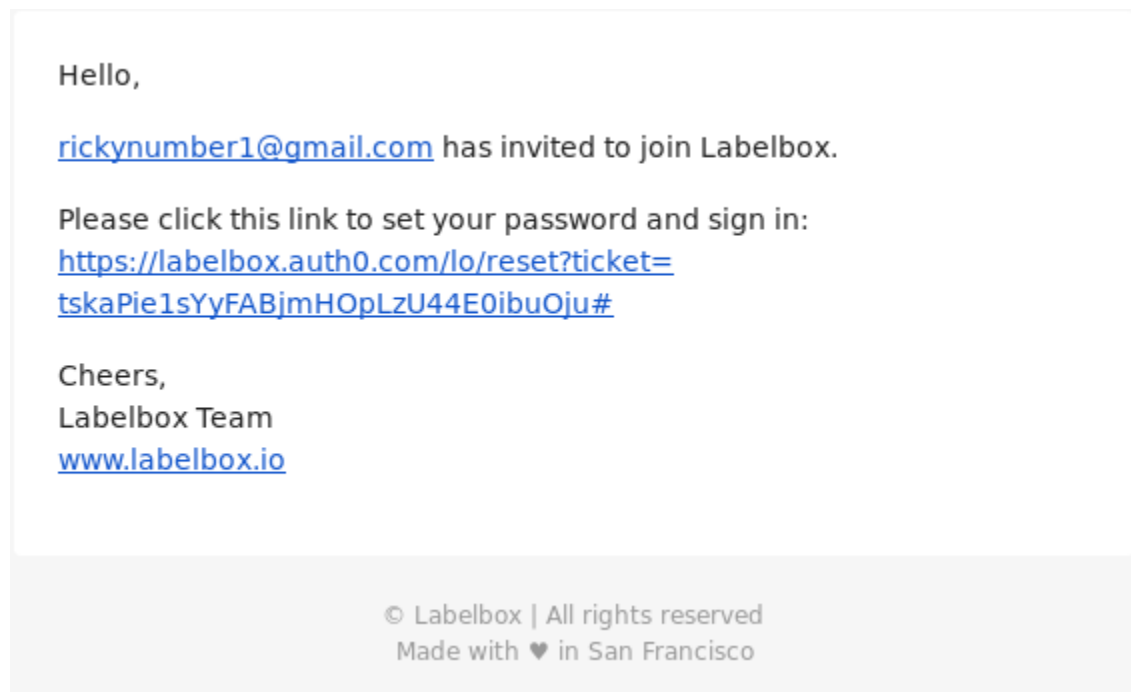 Hello,
rickynumber1@gmail.com has invited to join Labelbox.
Please click this link to set your password and sign in:
https://labelbox.auth0.com/lo/reset?ticket=
tskaPie1sYyFABjmHOpLzU44E0ibuOju#
Cheers,
Labelbox Team
www.labelbox.io
© Labelbox | All rights reserved
Made with ♥ in San Francisco